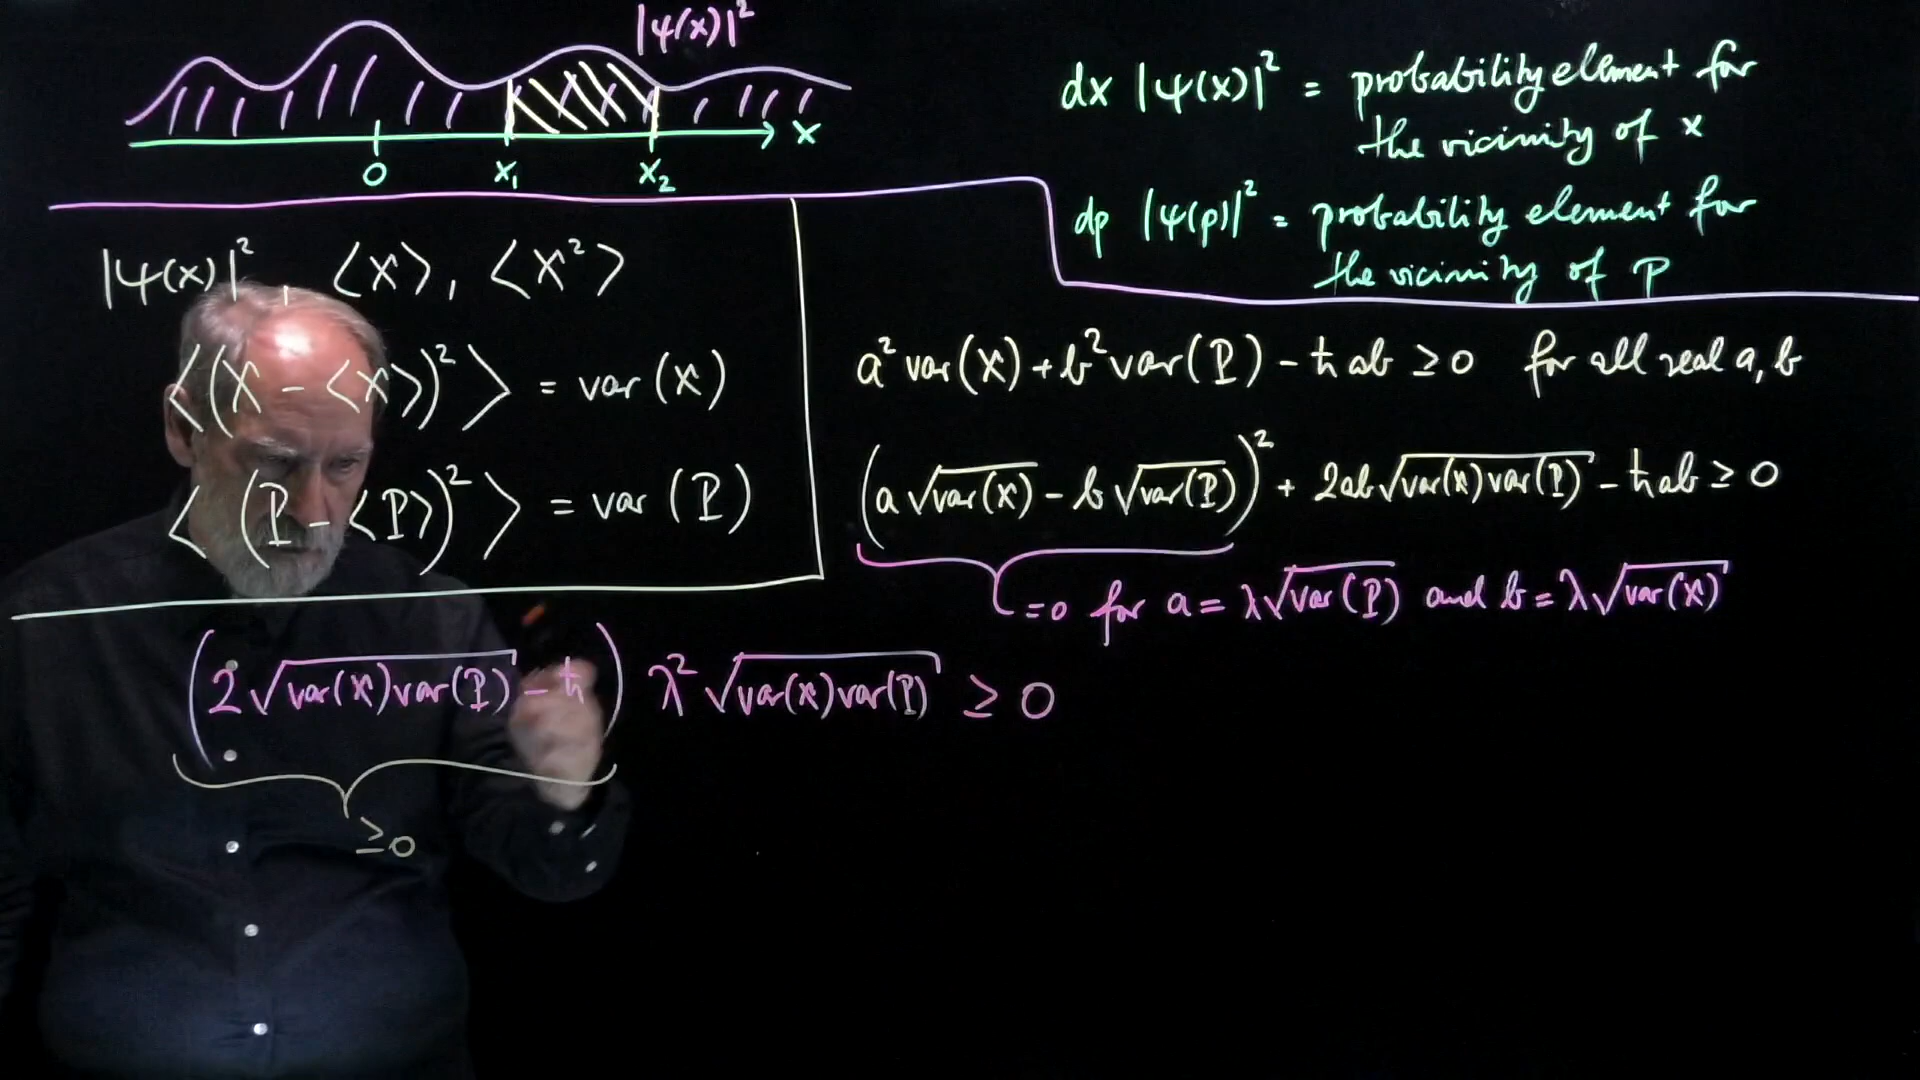 |ψ(x)|²
0 x₁ x₂ x
dx |ψ(x)|² = probability element for
the vicinity of x
dp |ψ(p)|² = probability element for
the vicinity of p
|ψ(x)|², ⟨X⟩, ⟨X²⟩
⟨(X - ⟨X⟩)²⟩ = var(X)
⟨(P - ⟨P⟩)²⟩ = var(P)
a² var(X) + b² var(P) - ħab ≥ 0 for all real a, b
(a√var(X) - b√var(P))² + 2ab√var(X)var(P) - ħab ≥ 0
=0 for a = λ√var(P) and b = λ√var(X)
(2√var(X)var(P) - ħ) λ²√var(X)var(P) ≥ 0
≥0